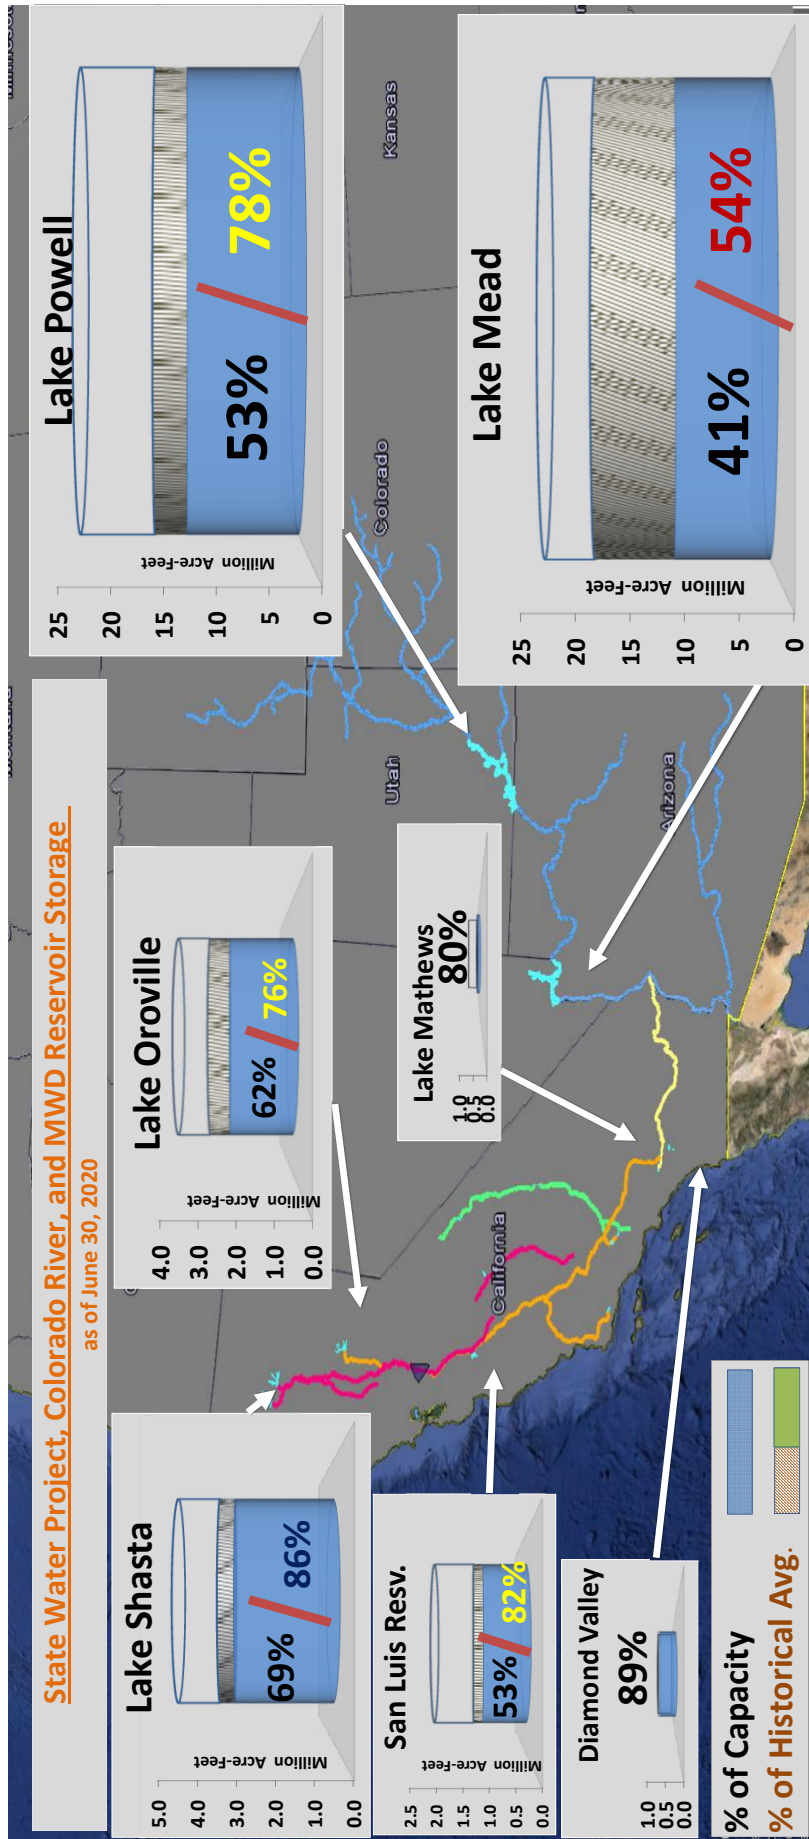 State Water Project, Colorado River, and MWD Reservoir Storage
as of June 30, 2020
Lake Shasta
5.0
4.0
3.0
2.0
1.0
0.0
Million Acre-Feet
69%
86%
San Luis Resv.
2.5
2.0
1.5
1.0
0.5
0.0
Million Acre-Feet
53%
82%
Diamond Valley
1.0
0.5
0.0
89%
% of Capacity
% of Historical Avg.
Lake Oroville
4.0
3.0
2.0
1.0
0.0
Million Acre-Feet
62%
76%
Lake Mathews
1.0
0.5
0.0
80%
Lake Powell
25
20
15
10
5
0
Million Acre-Feet
53%
78%
Lake Mead
25
20
15
10
5
0
Million Acre-Feet
41%
54%
California
Utah
Arizona
Colorado
Kansas